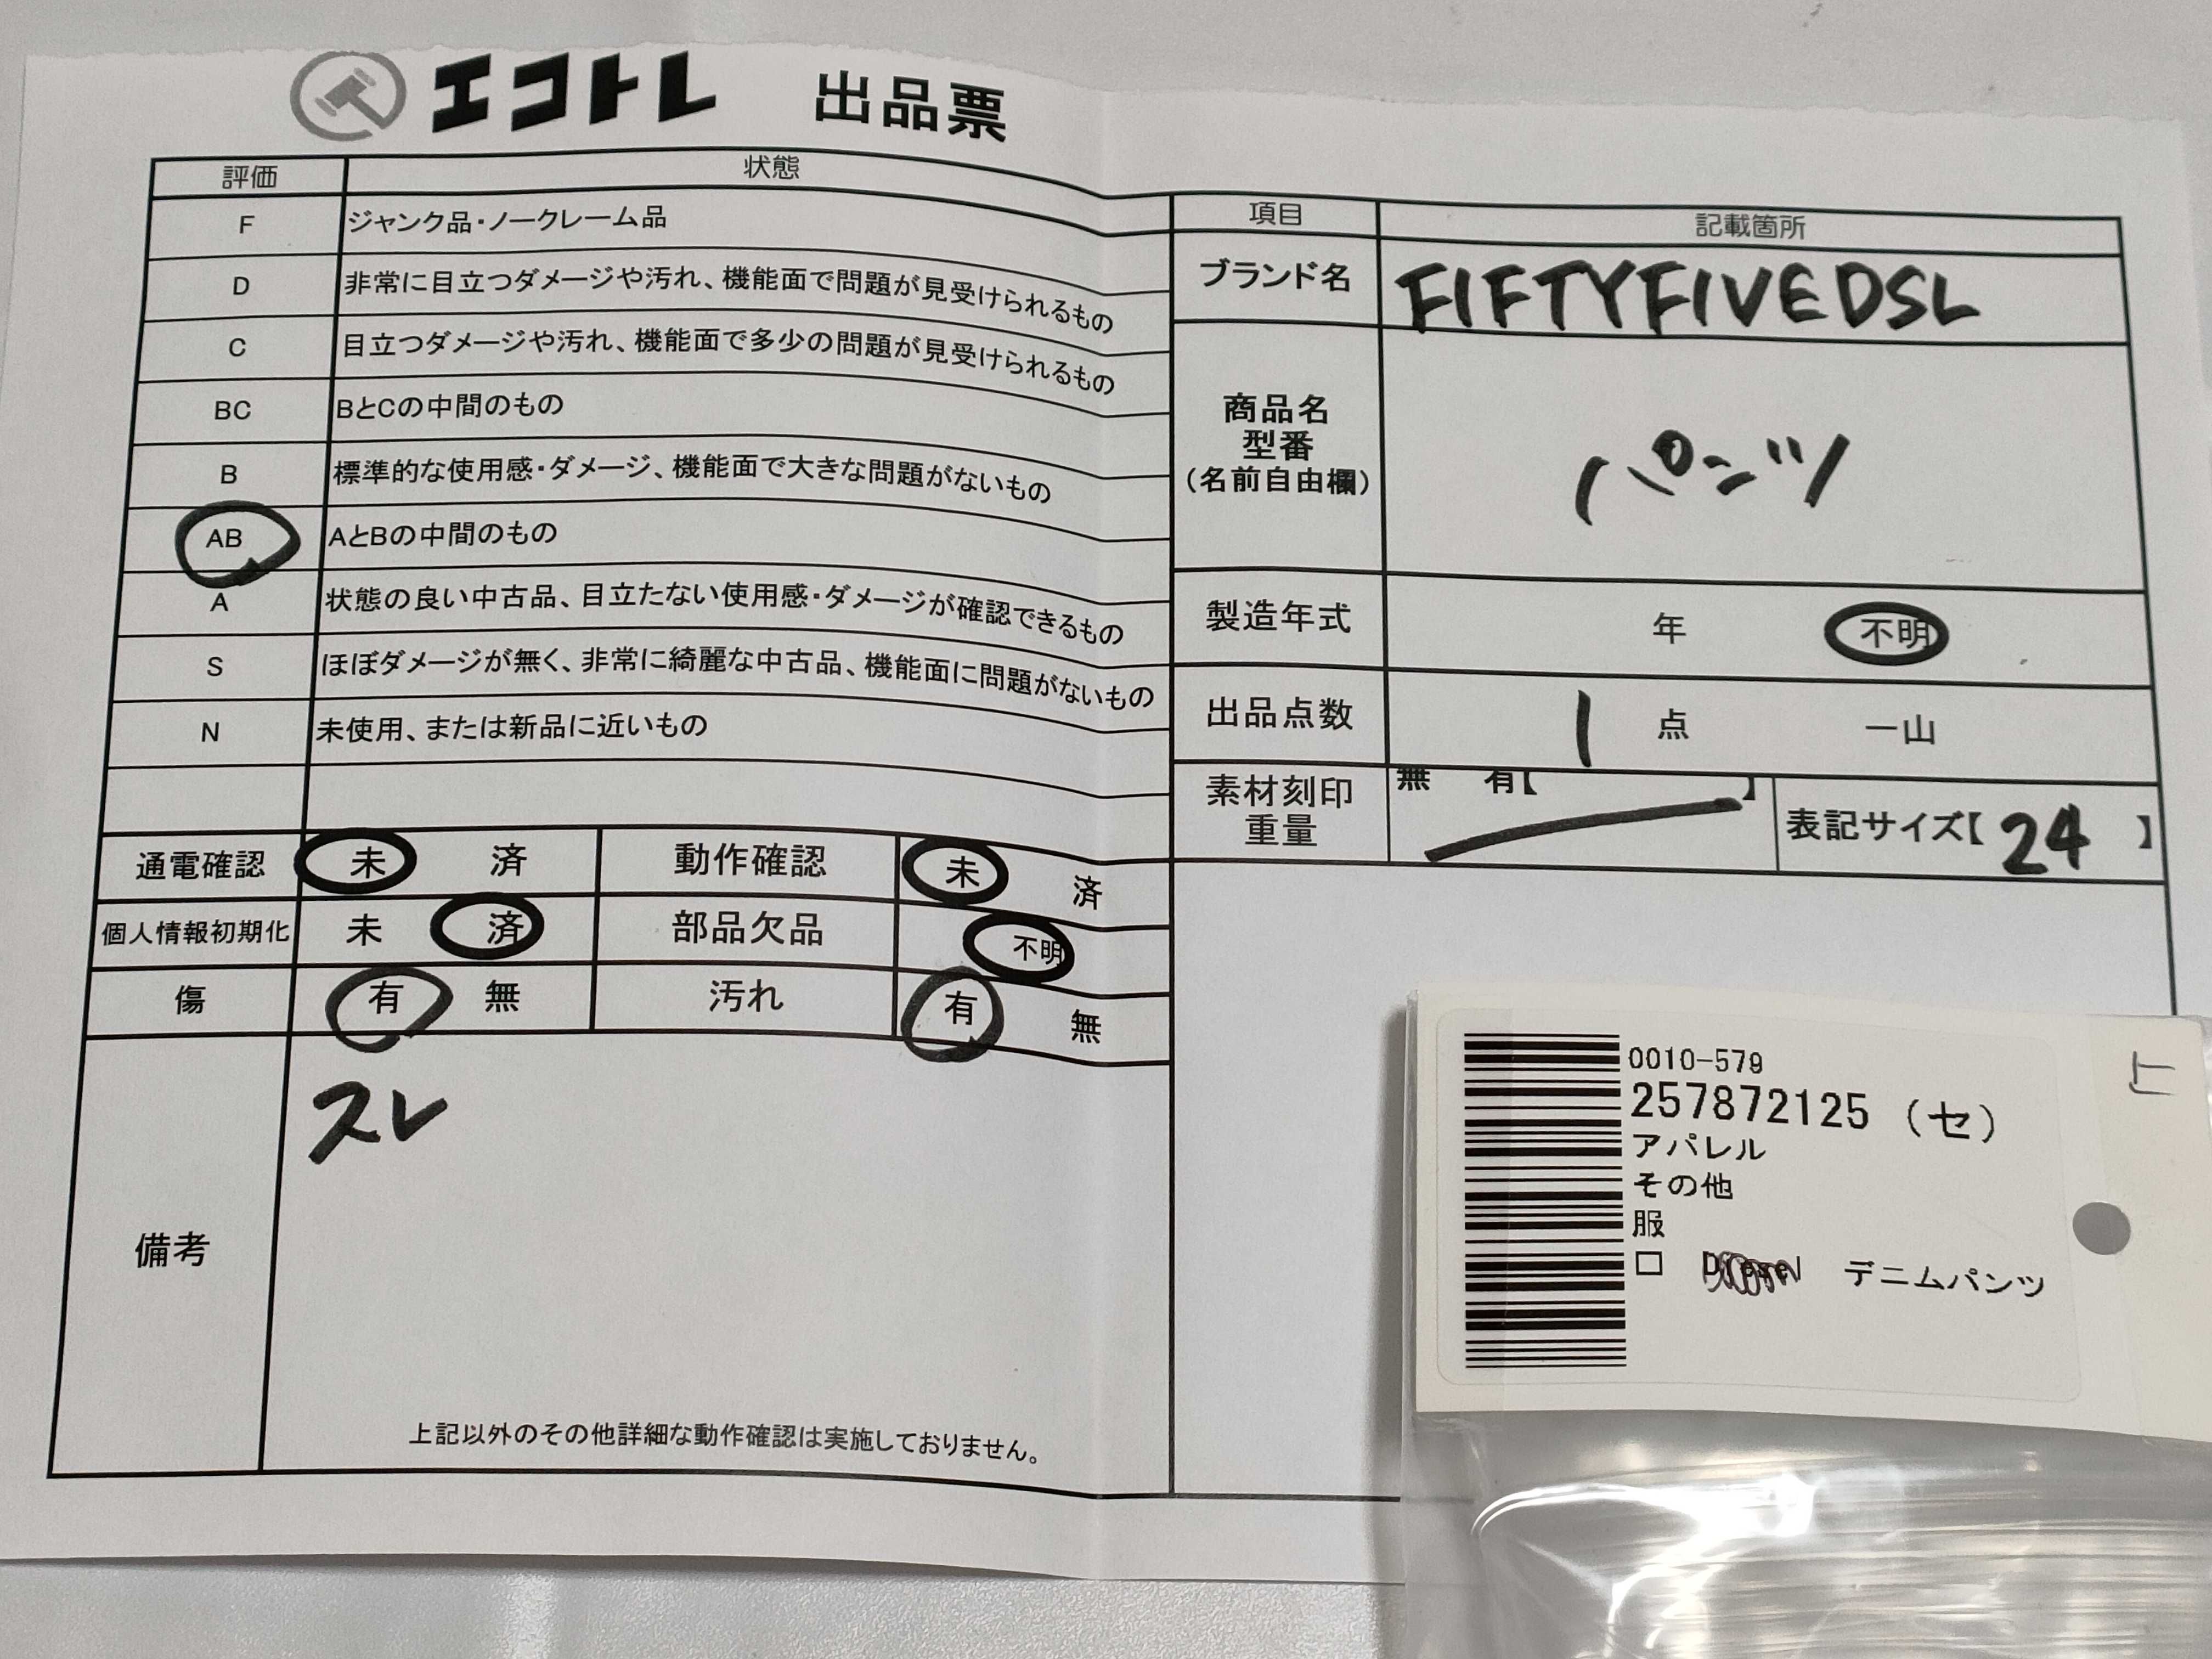 エコトレ 出品票
評価 状態
F ジャンク品・ノークレーム品
D 非常に目立つダメージや汚れ、機能面で問題が見受けられるもの
C 目立つダメージや汚れ、機能面で多少の問題が見受けられるもの
BC BとCの中間のもの
B 標準的な使用感・ダメージ、機能面で大きな問題がないもの
AB AとBの中間のもの
A 状態の良い中古品、目立たない使用感・ダメージが確認できるもの
S ほぼダメージが無く、非常に綺麗な中古品、機能面に問題がないもの
N 未使用、または新品に近いもの
通電確認 未 済 動作確認 未 済
個人情報初期化 未 済 部品欠品 不明
傷 有 無 汚れ 有 無
備考 スレ
上記以外のその他詳細な動作確認は実施しておりません。
項目 記載箇所
ブランド名 FIFTYFIVEDSL
商品名
型番
(名前自由欄)
パンツ
製造年式 年 不明
出品点数 1 点 一山
素材刻印
重量
無 有【 】
表記サイズ【24】
0010-579
257872125 (セ)
アパレル
その他
服
口 デニムパンツ